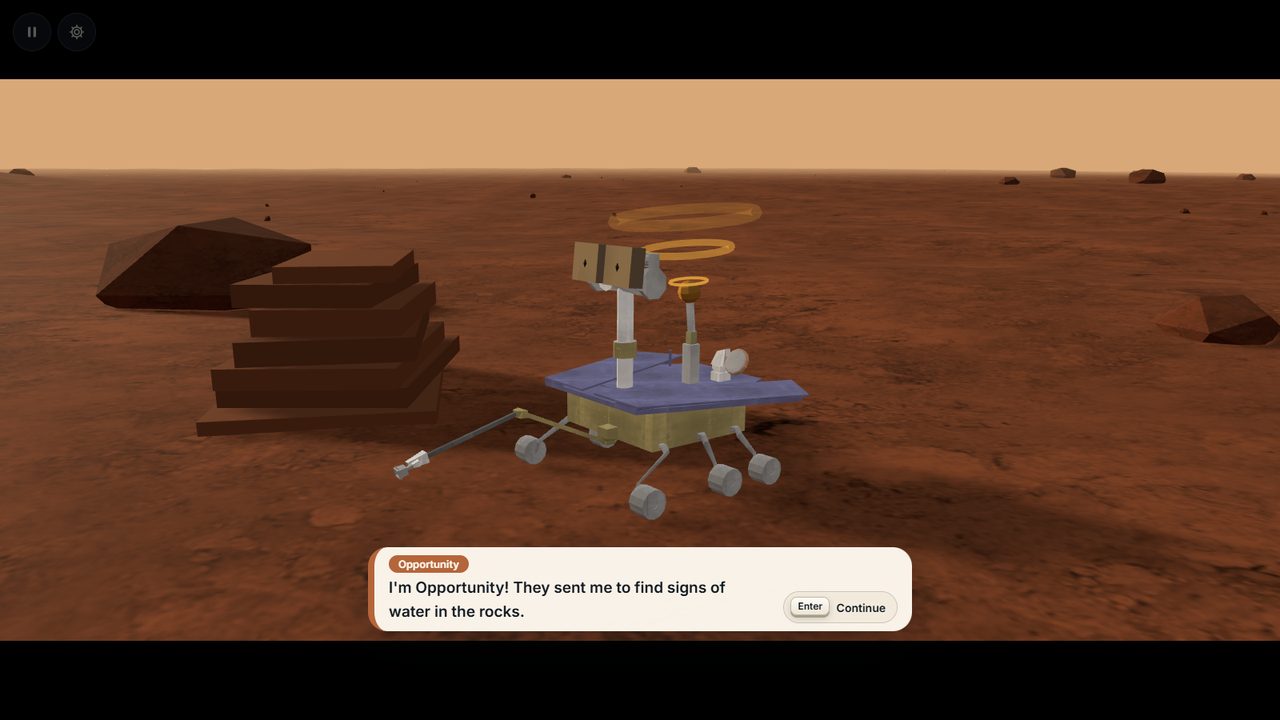 Opportunity
I'm Opportunity! They sent me to find signs of
water in the rocks.
Enter Continue